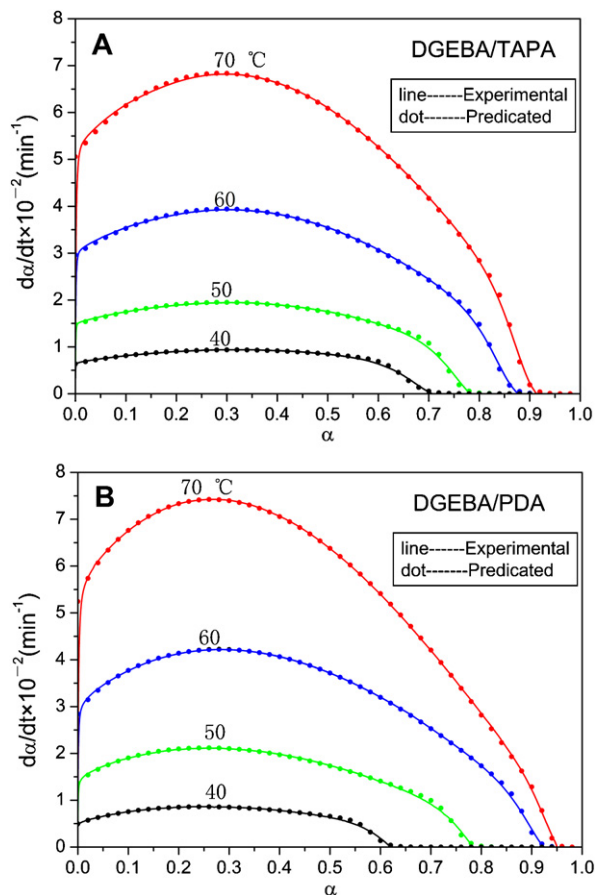 A
DGEBA/TAPA
line------Experimental
dot-------Predicated
70 ℃
60
50
40
dα/dt×10⁻²(min⁻¹)
8
7
6
5
4
3
2
1
0
0.0 0.1 0.2 0.3 0.4 0.5 0.6 0.7 0.8 0.9 1.0
α
B
DGEBA/PDA
line------Experimental
dot-------Predicated
70 ℃
60
50
40
dα/dt×10⁻²(min⁻¹)
8
7
6
5
4
3
2
1
0
0.0 0.1 0.2 0.3 0.4 0.5 0.6 0.7 0.8 0.9 1.0
α